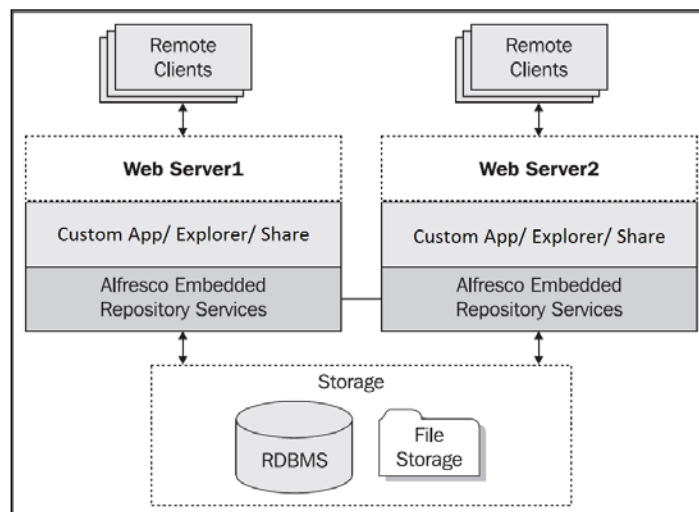 Remote
Clients
Remote
Clients
Web Server1
Web Server2
Custom App/ Explorer/ Share
Custom App/ Explorer/ Share
Alfresco Embedded
Repository Services
Alfresco Embedded
Repository Services
Storage
RDBMS
File
Storage